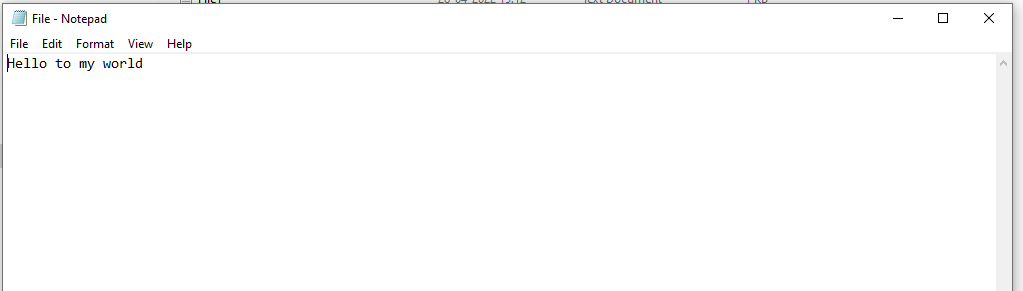 File - Notepad
File Edit Format View Help
Hello to my world